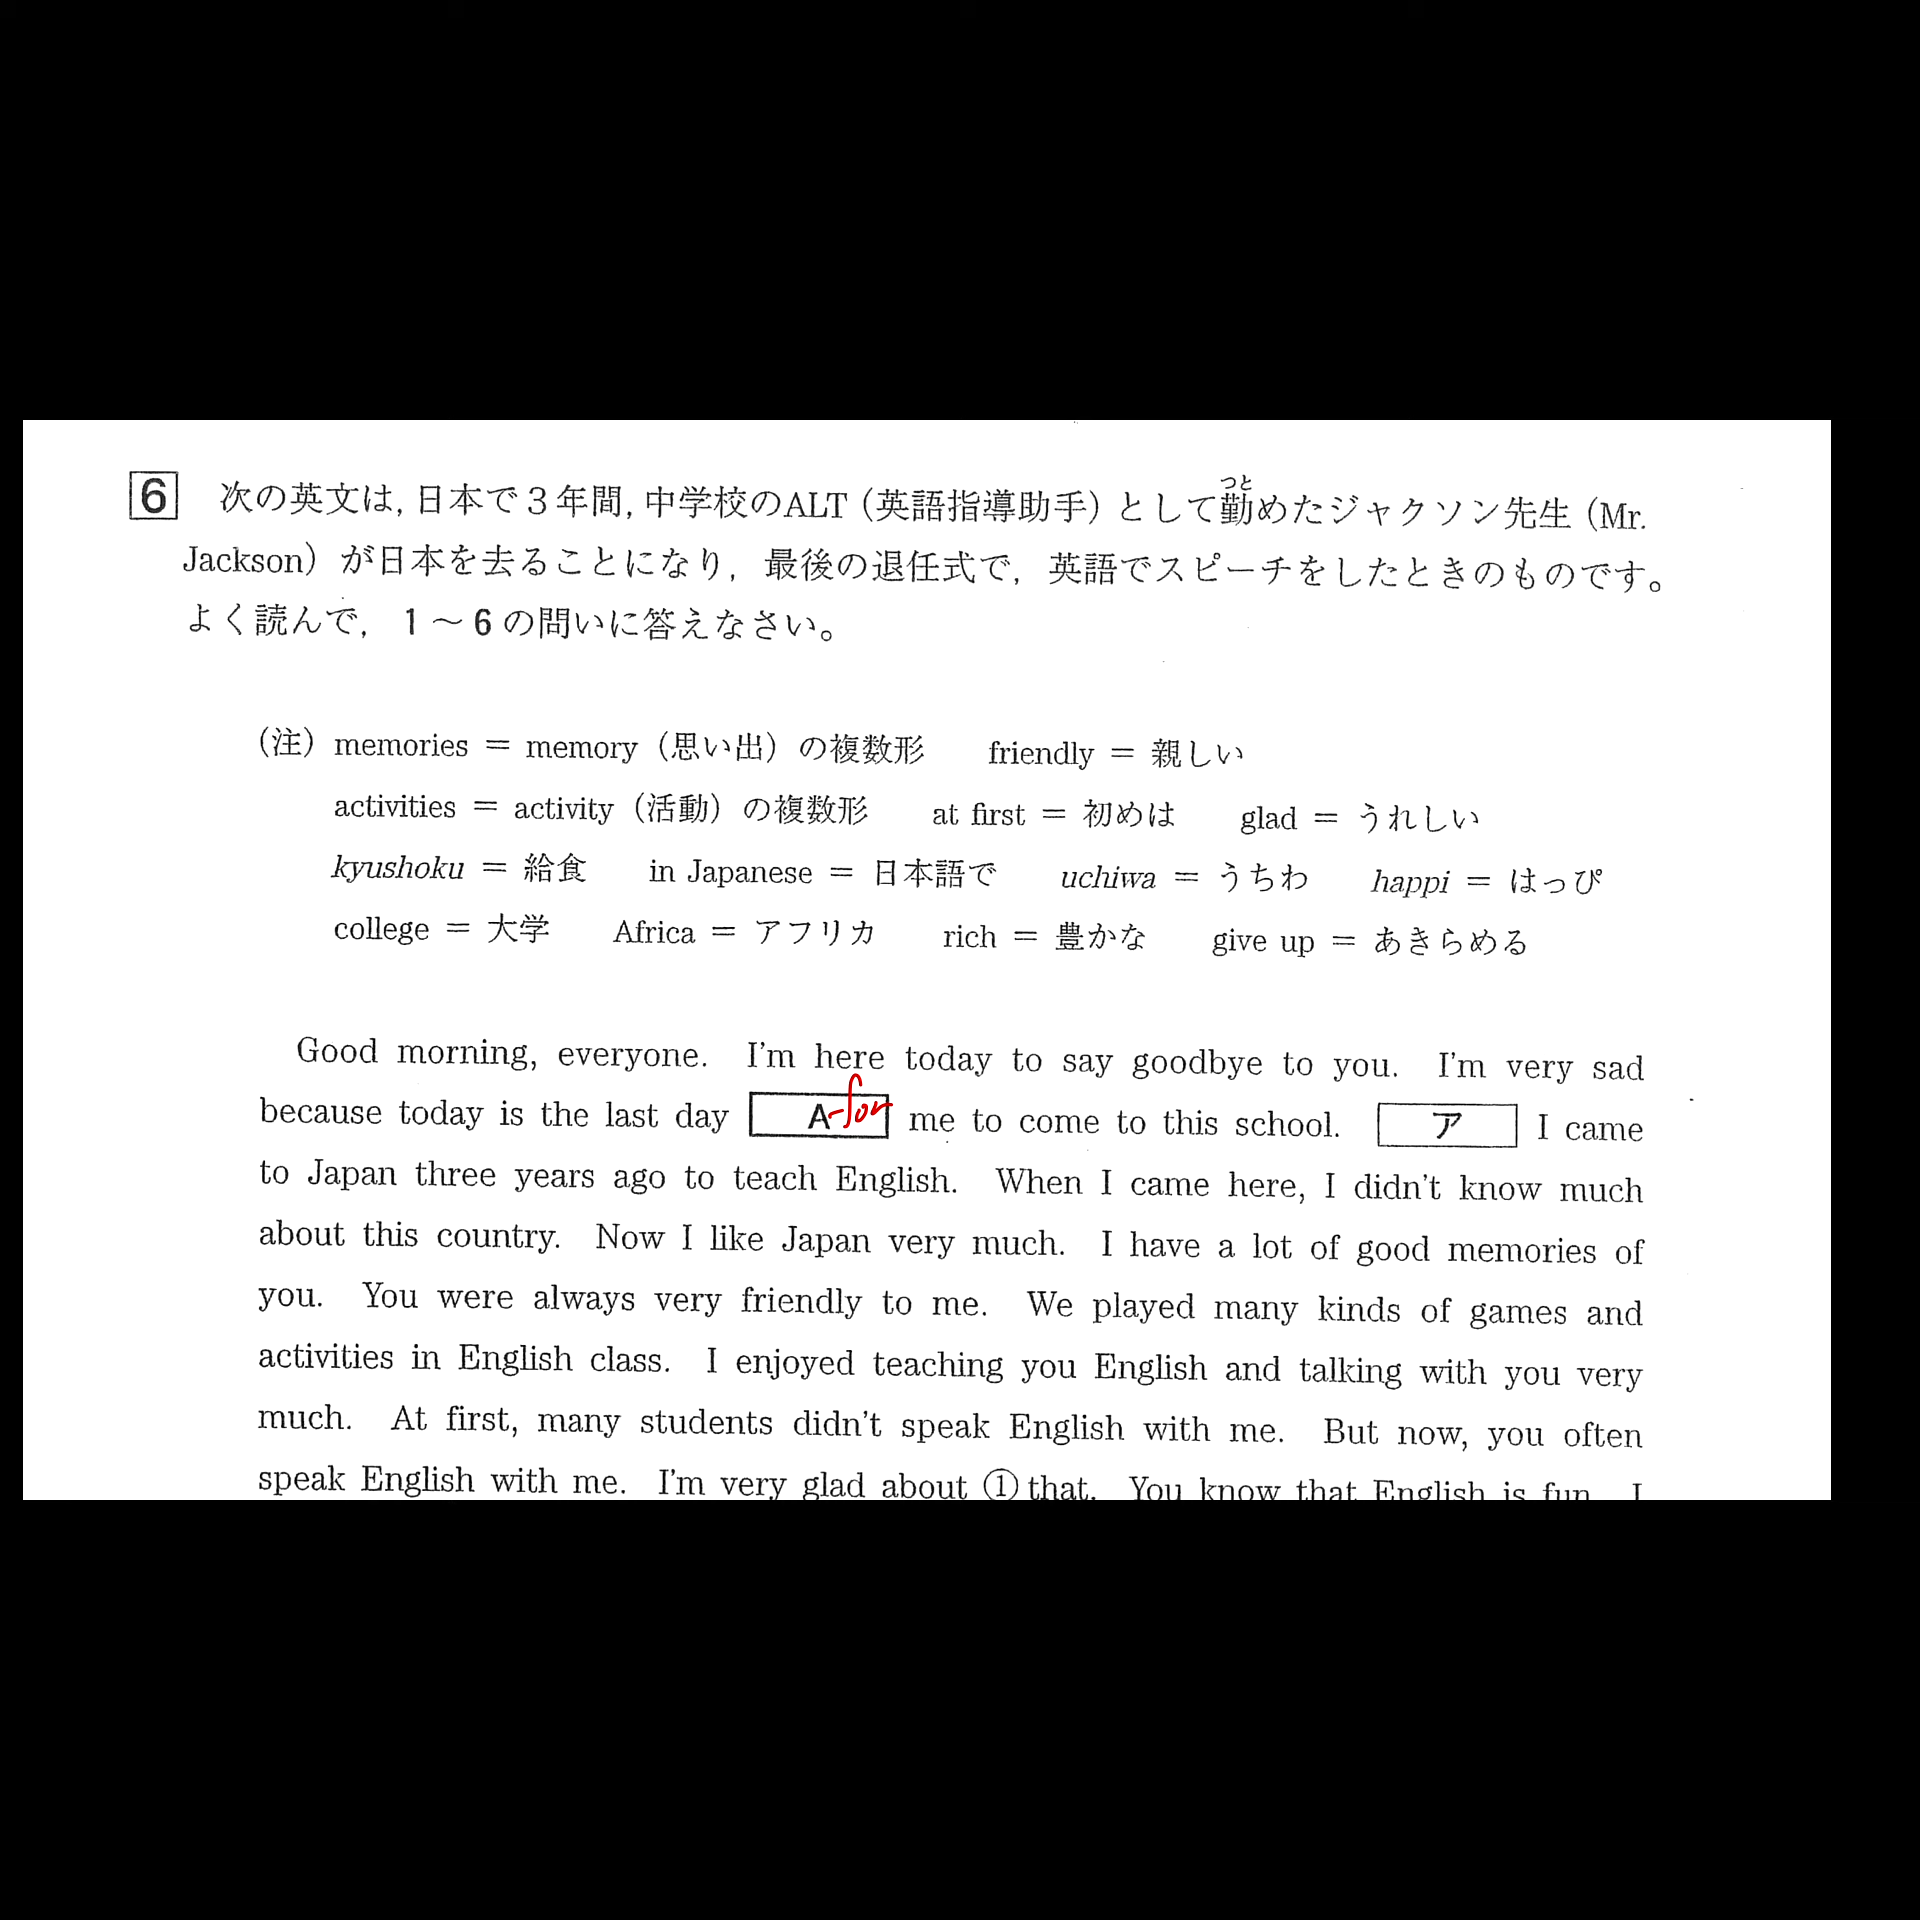 6 次の英文は, 日本で3年間, 中学校のALT（英語指導助手）として勤めたジャクソン先生（Mr.
つと
Jackson）が日本を去ることになり, 最後の退任式で, 英語でスピーチをしたときのものです。
よく読んで, 1～6の問いに答えなさい。
（注）memories = memory（思い出）の複数形 friendly = 親しい
activities = activity（活動）の複数形 at first = 初めは glad = うれしい
kyushoku = 給食 in Japanese = 日本語で uchiwa = うちわ happi = はっぴ
college = 大学 Africa = アフリカ rich = 豊かな give up = あきらめる
Good morning, everyone. I'm here today to say goodbye to you. I'm very sad
because today is the last day A-for me to come to this school. ア I came
to Japan three years ago to teach English. When I came here, I didn't know much
about this country. Now I like Japan very much. I have a lot of good memories of
you. You were always very friendly to me. We played many kinds of games and
activities in English class. I enjoyed teaching you English and talking with you very
much. At first, many students didn't speak English with me. But now, you often
speak English with me. I'm very glad about ① that. You know that English is fun. I